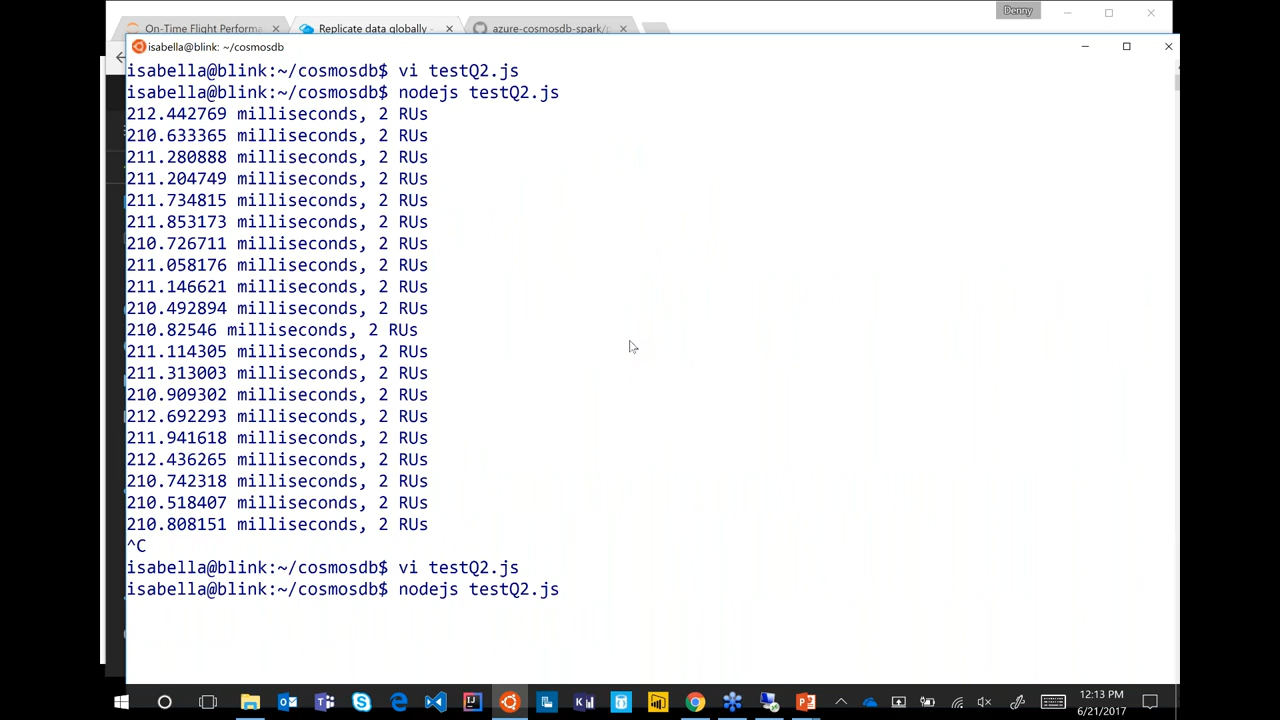 Denny
On-Time Flight Performa
Replicate data globally -
azure-cosmosdb-spark/p
isabella@blink: ~/cosmosdb
isabella@blink:~/cosmosdb$ vi testQ2.js
isabella@blink:~/cosmosdb$ nodejs testQ2.js
212.442769 milliseconds, 2 RUs
210.633365 milliseconds, 2 RUs
211.280888 milliseconds, 2 RUs
211.204749 milliseconds, 2 RUs
211.734815 milliseconds, 2 RUs
211.853173 milliseconds, 2 RUs
210.726711 milliseconds, 2 RUs
211.058176 milliseconds, 2 RUs
211.146621 milliseconds, 2 RUs
210.492894 milliseconds, 2 RUs
210.82546 milliseconds, 2 RUs
211.114305 milliseconds, 2 RUs
211.313003 milliseconds, 2 RUs
210.909302 milliseconds, 2 RUs
212.692293 milliseconds, 2 RUs
211.941618 milliseconds, 2 RUs
212.436265 milliseconds, 2 RUs
210.742318 milliseconds, 2 RUs
210.518407 milliseconds, 2 RUs
210.808151 milliseconds, 2 RUs
^C
isabella@blink:~/cosmosdb$ vi testQ2.js
isabella@blink:~/cosmosdb$ nodejs testQ2.js
12:13 PM
6/21/2017